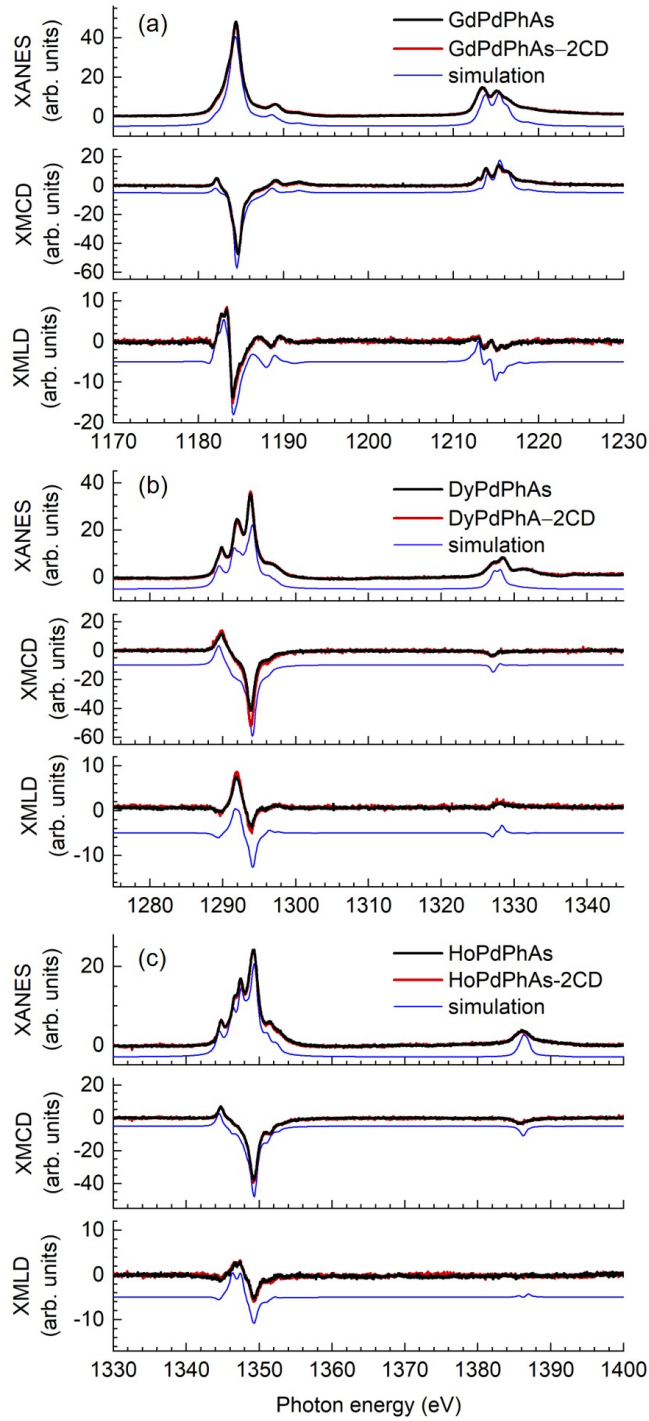 (a)
GdPdPhAs
GdPdPhAs–2CD
simulation
XANES
(arb. units)
40
20
0
XMCD
(arb. units)
20
0
-20
-40
-60
XMLD
(arb. units)
10
0
-10
-20
1170 1180 1190 1200 1210 1220 1230
(b)
DyPdPhAs
DyPdPhA–2CD
simulation
XANES
(arb. units)
40
20
0
XMCD
(arb. units)
20
0
-20
-40
-60
XMLD
(arb. units)
10
0
-10
1280 1290 1300 1310 1320 1330 1340
(c)
HoPdPhAs
HoPdPhAs-2CD
simulation
XANES
(arb. units)
20
0
XMCD
(arb. units)
20
0
-20
-40
XMLD
(arb. units)
10
0
-10
1330 1340 1350 1360 1370 1380 1390 1400
Photon energy (eV)